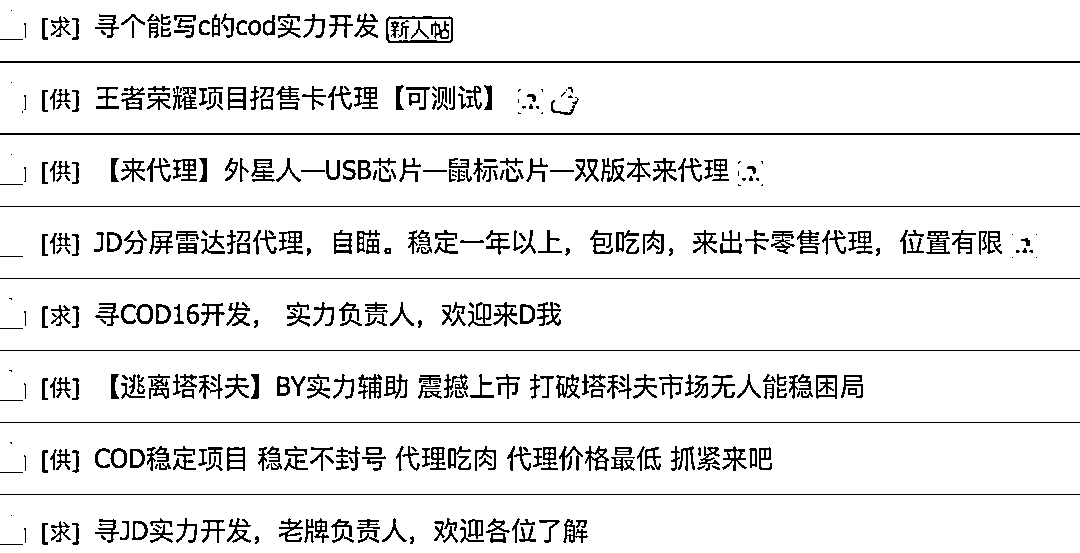 [求] 寻个能写c的cod实力开发 新人帖
[供] 王者荣耀项目招售卡代理【可测试】
[供] 【来代理】外星人—USB芯片—鼠标芯片—双版本来代理
[供] JD分屏雷达招代理，自瞄。稳定一年以上，包吃肉，来出卡零售代理，位置有限
[求] 寻COD16开发， 实力负责人，欢迎来D我
[供] 【逃离塔科夫】BY实力辅助 震撼上市 打破塔科夫市场无人能稳困局
[供] COD稳定项目 稳定不封号 代理吃肉 代理价格最低 抓紧来吧
[求] 寻JD实力开发，老牌负责人，欢迎各位了解